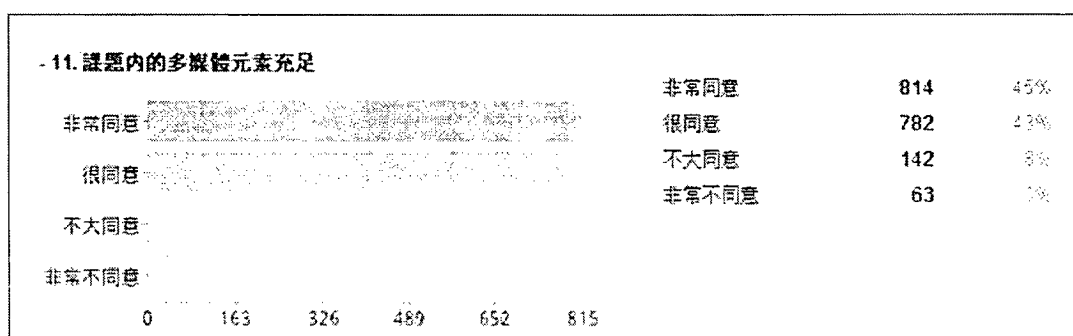 - 11. 課題内的多媒體元素充足
非常同意
很同意
不大同意
非常不同意
0 163 326 489 652 815
非常同意 814 45%
很同意 782 43%
不大同意 142 8%
非常不同意 63